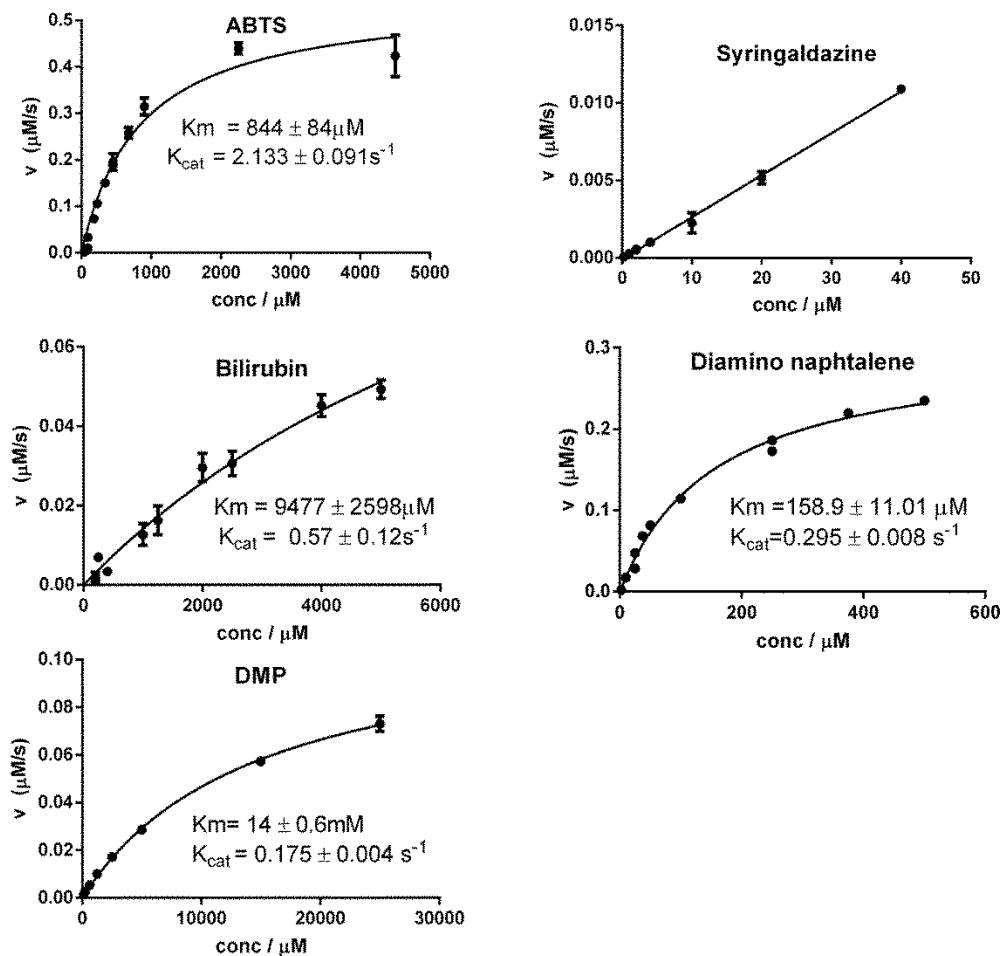 ABTS
v (μM/s)
0.5
0.4
0.3
0.2
0.1
0.0
Km = 844 ± 84μM
Kcat = 2.133 ± 0.091s-1
0 1000 2000 3000 4000 5000
conc / μM
Syringaldazine
v (μM/s)
0.015
0.010
0.005
0.000
0 10 20 30 40 50
conc / μM
Bilirubin
v (μM/s)
0.06
0.04
0.02
0.00
Km = 9477 ± 2598μM
Kcat = 0.57 ± 0.12s-1
0 2000 4000 6000
conc / μM
Diamino naphtalene
v (μM/s)
0.3
0.2
0.1
0.0
Km =158.9 ± 11.01 μM
Kcat=0.295 ± 0.008 s-1
0 200 400 600
conc / μM
DMP
v (μM/s)
0.10
0.08
0.06
0.04
0.02
0.00
Km= 14 ± 0.6mM
Kcat = 0.175 ± 0.004 s-1
0 10000 20000 30000
conc / μM